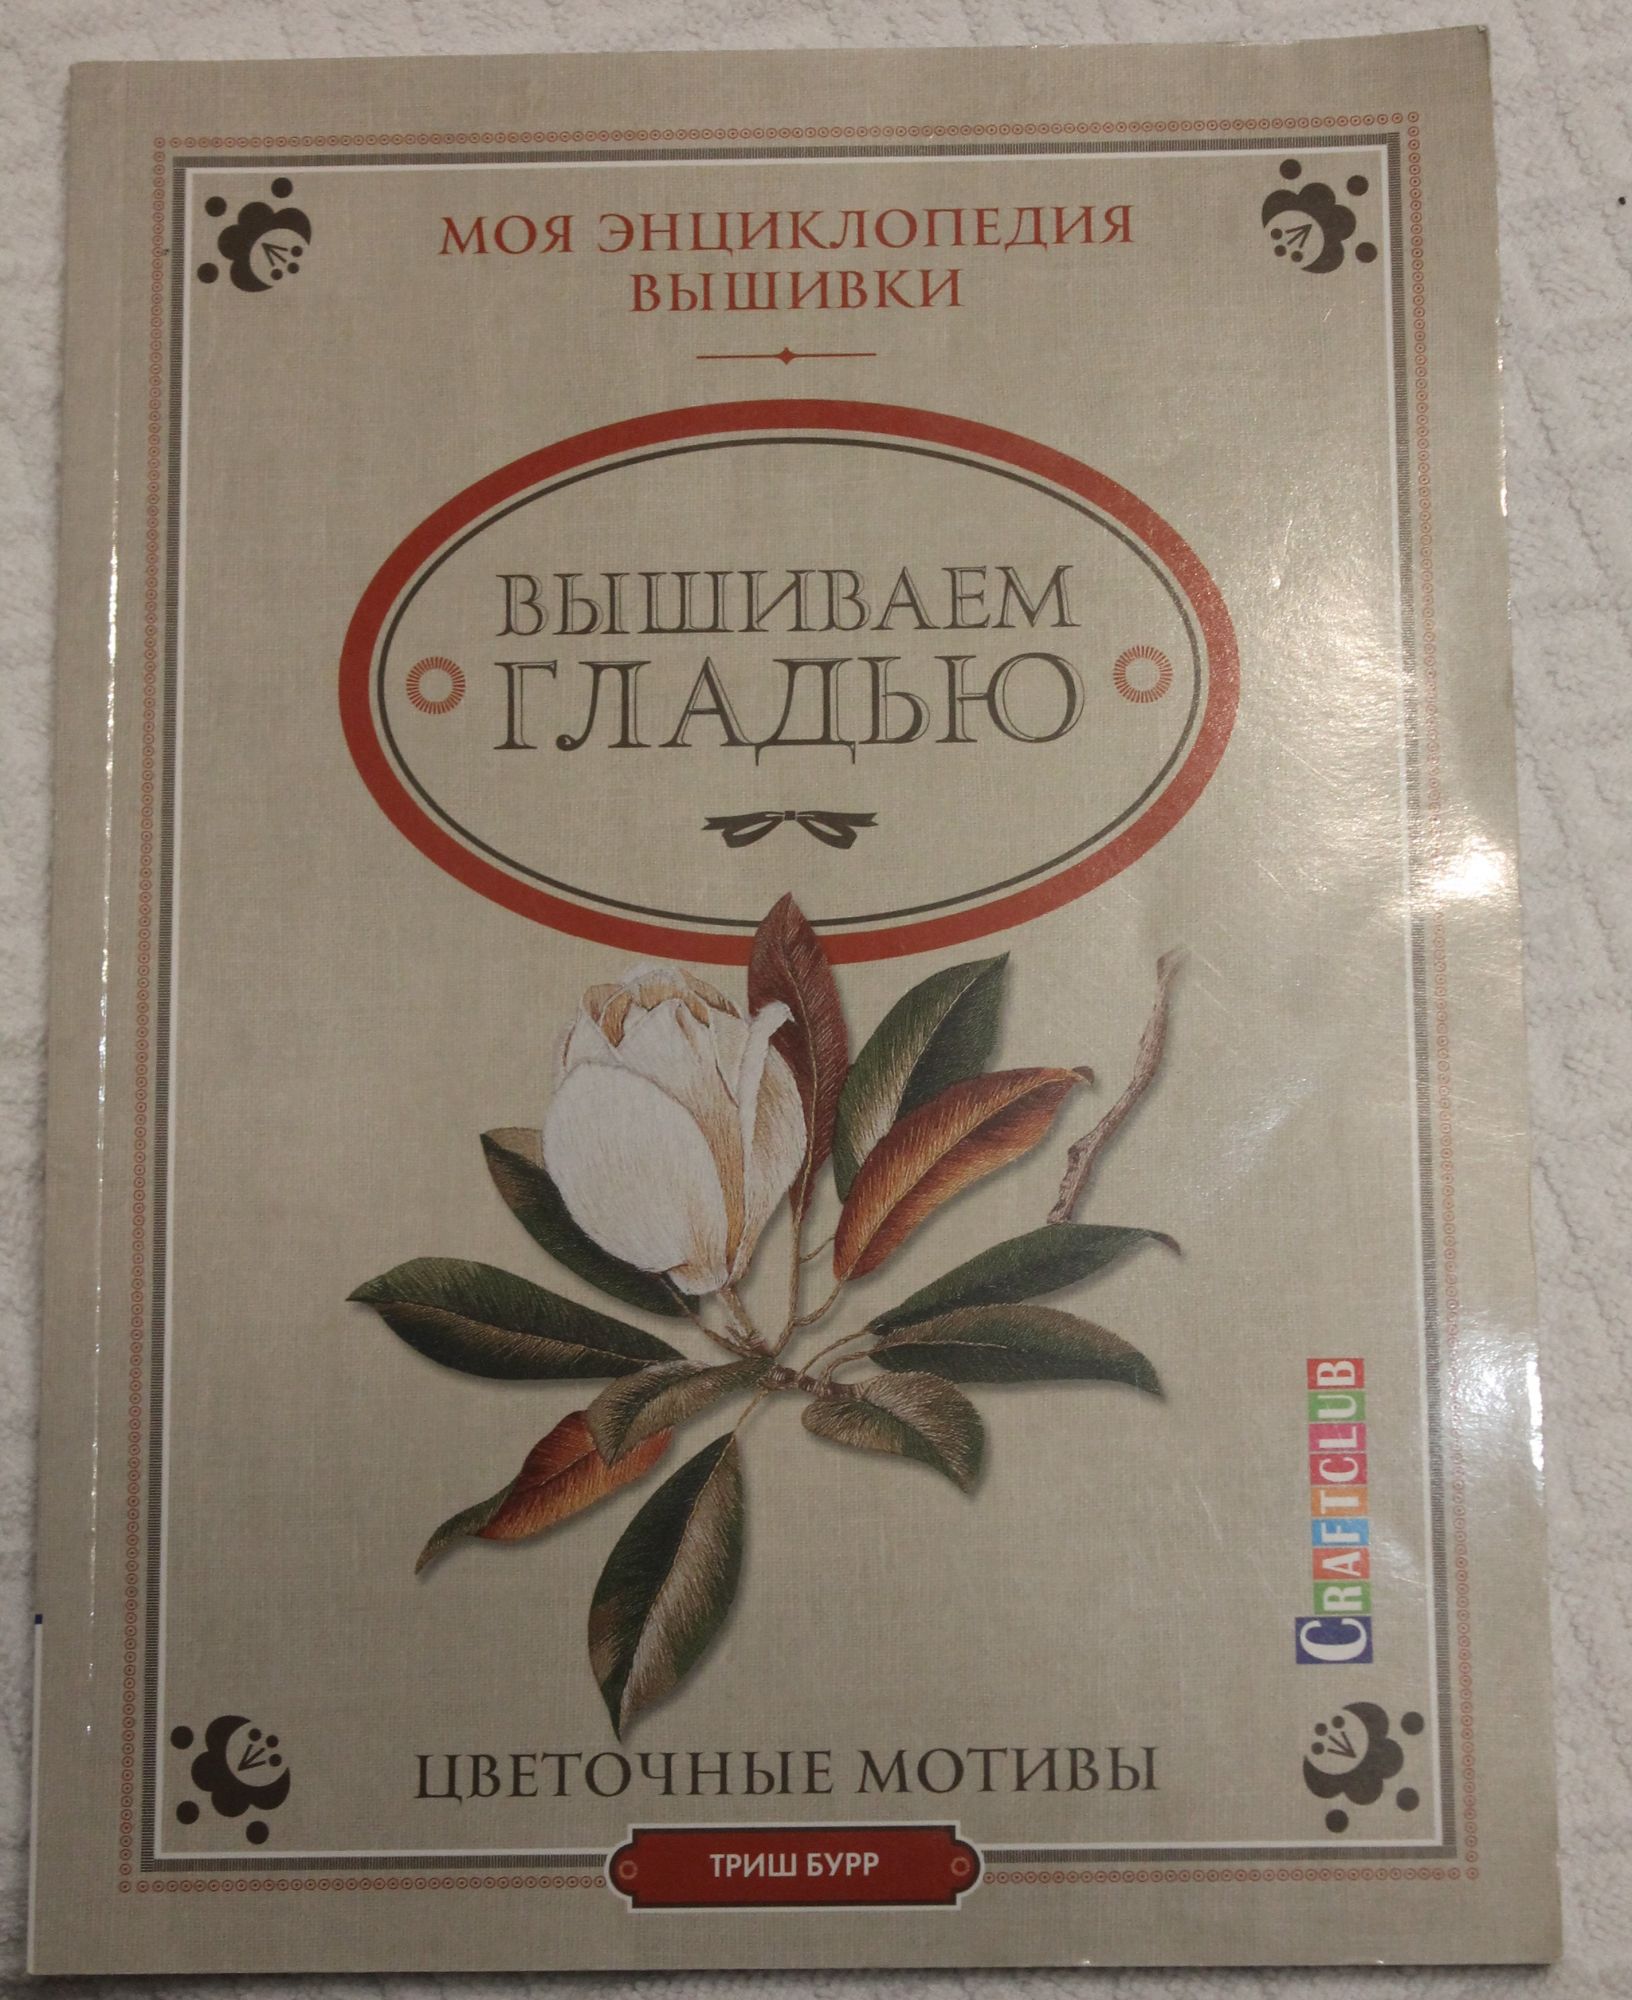 МОЯ ЭНЦИКЛОПЕДИЯ
ВЫШИВКИ
ВЫШИВАЕМ
ГЛАДЬЮ
CRAFTCLUB
ЦВЕТОЧНЫЕ МОТИВЫ
ТРИШ БУРР